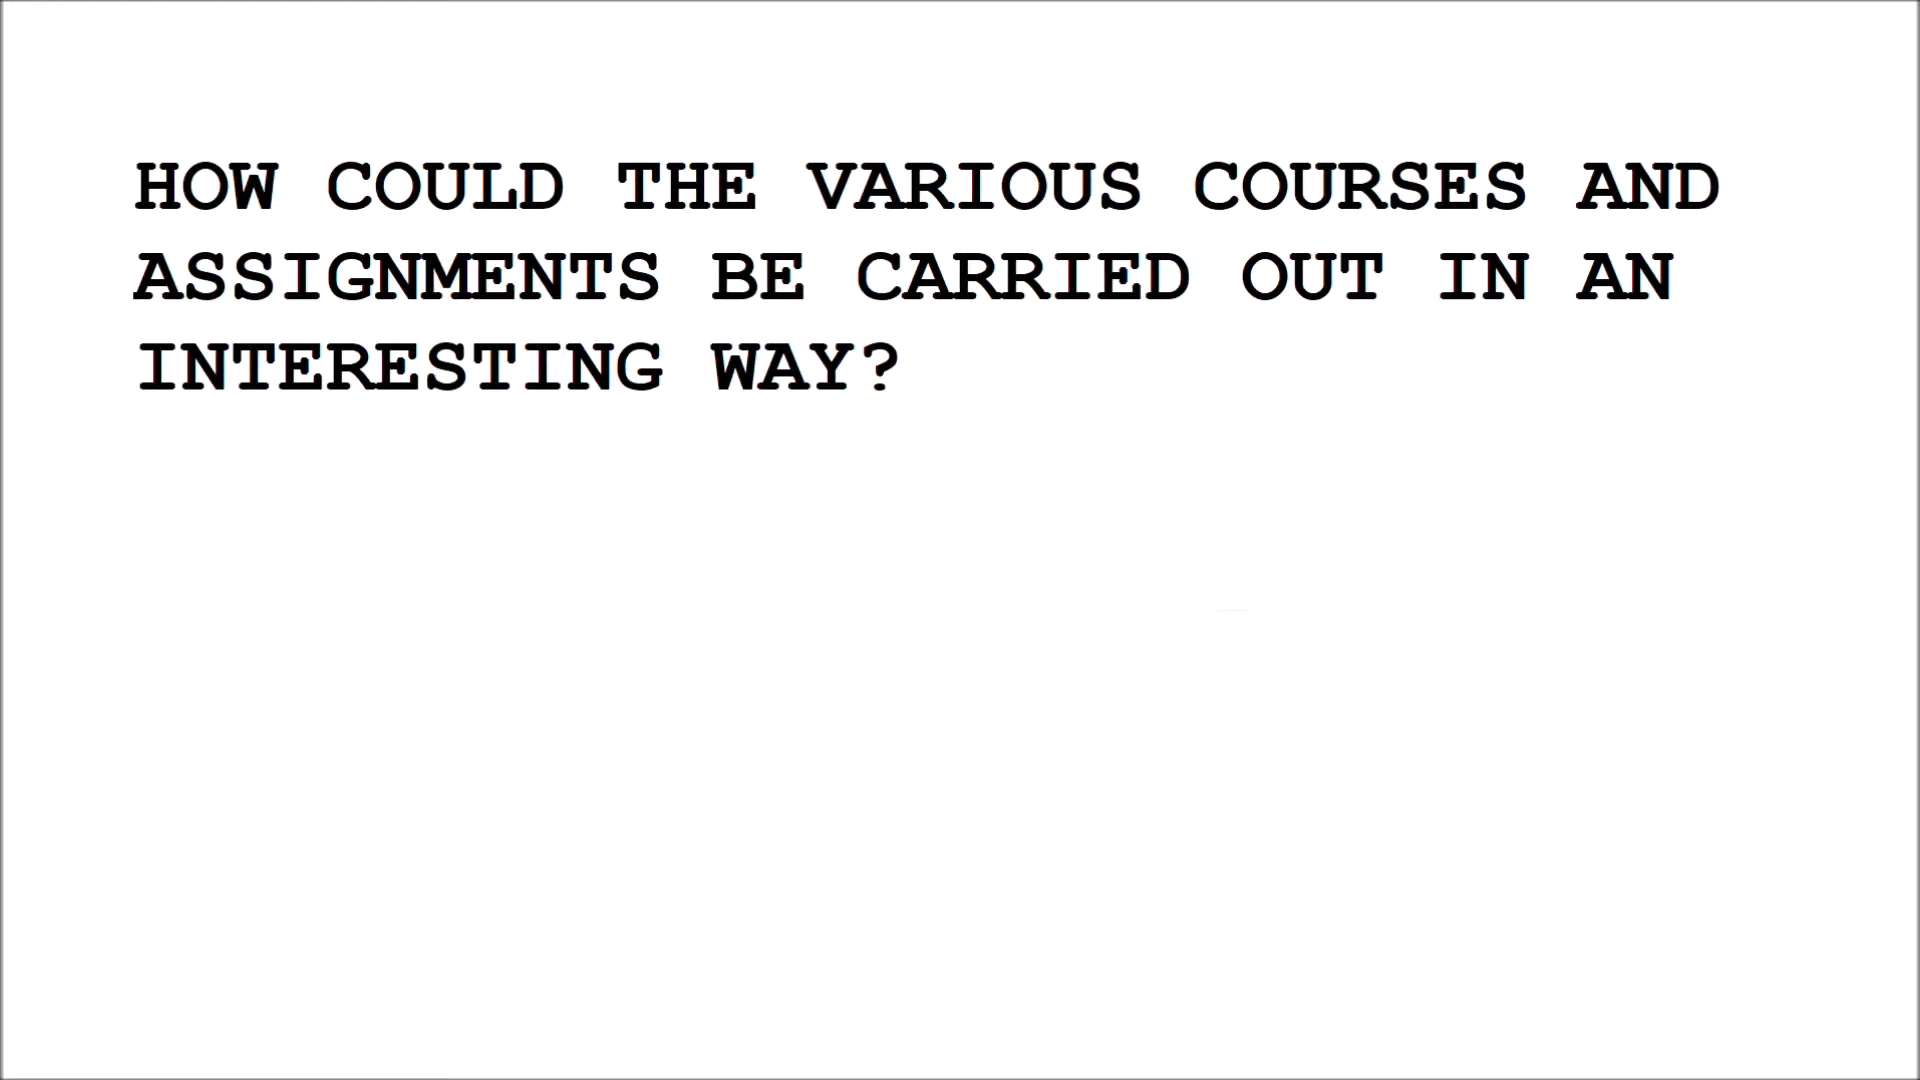 HOW COULD THE VARIOUS COURSES AND
ASSIGNMENTS BE CARRIED OUT IN AN
INTERESTING WAY?